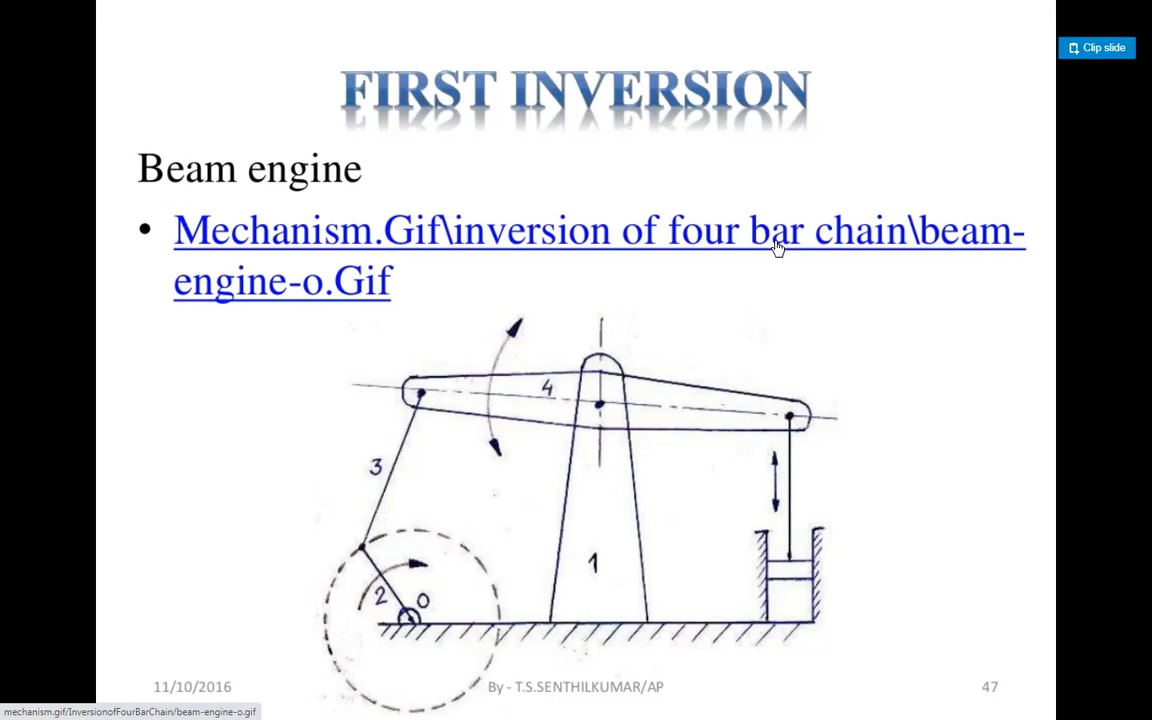 Clip slide
FIRST INVERSION
Beam engine
• Mechanism.Gif\inversion of four bar chain\beam-
engine-o.Gif
4
3
1
2
O
11/10/2016
By - T.S.SENTHILKUMAR/AP
47
mechanism.gif/InversionofFourBarChain/beam-engine-o.gif